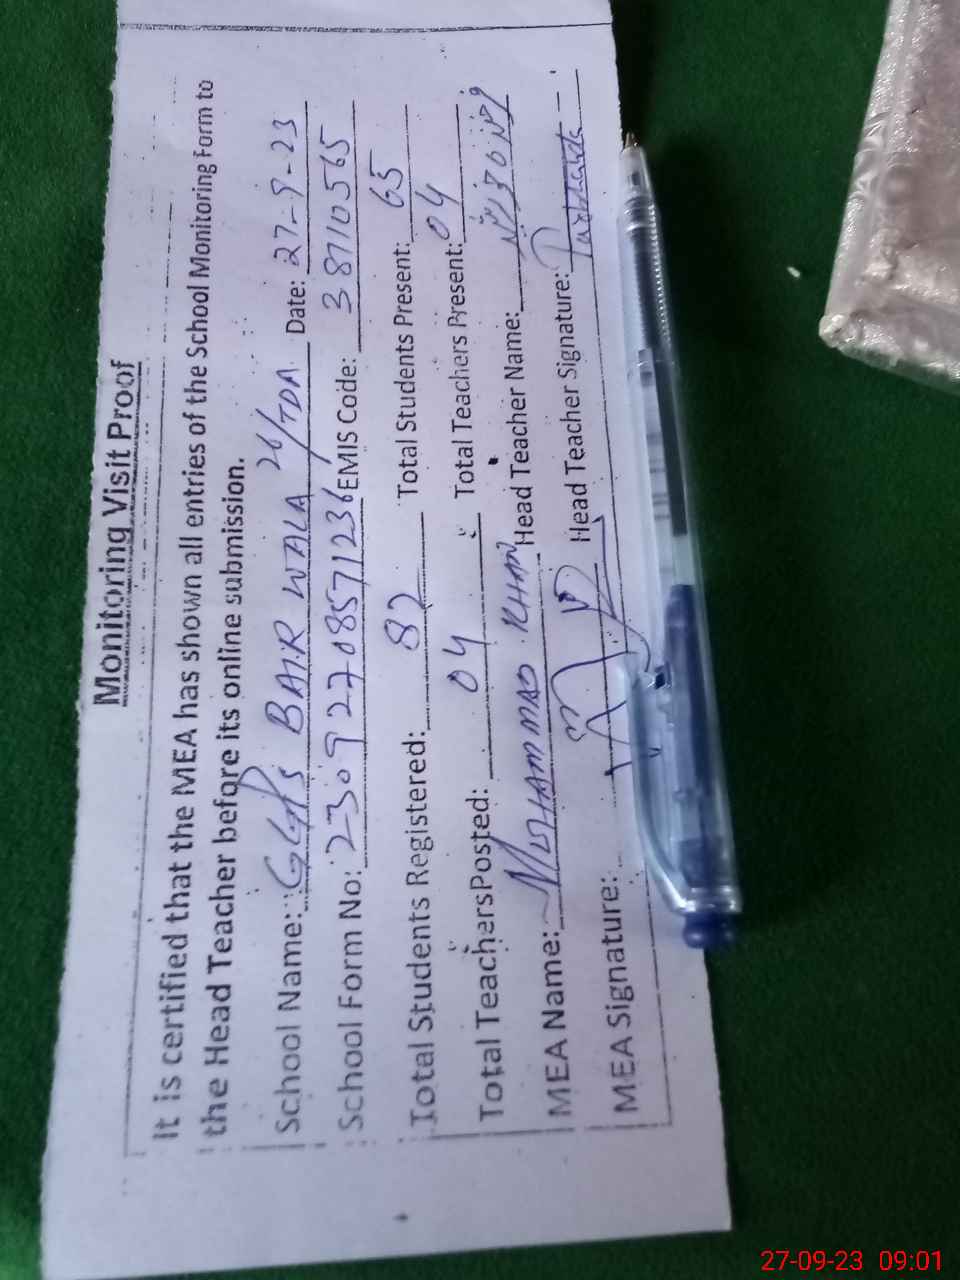 Monitoring Visit Proof
It is certified that the MEA has shown all entries of the School Monitoring Form to
the Head Teacher before its online submission.
School Name: GGPS BAIR WALA 26/TDA Date: 27-9-23
School Form No: 23092708571236 EMIS Code: 38710565
Total Students Registered: 82 Total Students Present: 65
Total TeachersPosted: 04 Total Teachers Present: 04
MEA Name: MUHAMMAD KHAN Head Teacher Name:
MEA Signature: Head Teacher Signature:
27-09-23 09:01